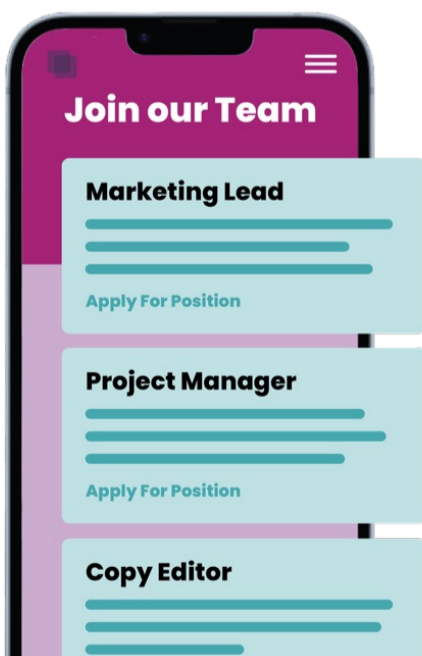 Join our Team
Marketing Lead
Apply For Position
Project Manager
Apply For Position
Copy Editor